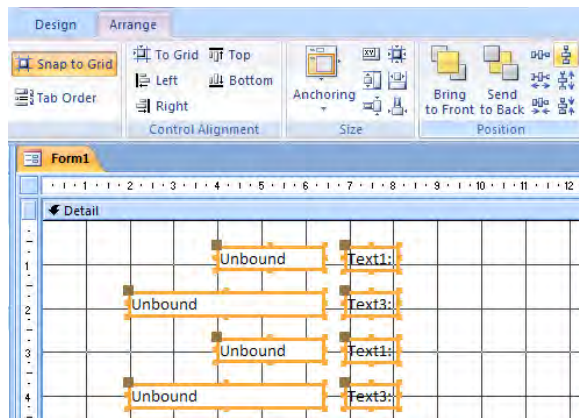 Design Arrange
Snap to Grid To Grid Top
Left Bottom
Tab Order Right
Anchoring
Bring to Front
Send to Back
Control Alignment Size Position
Form1
1 2 3 4 5 6 7 8 9 10 11 12
Detail
1
Unbound Text1:
2
Unbound Text3:
3
Unbound Text1:
4
Unbound Text3: